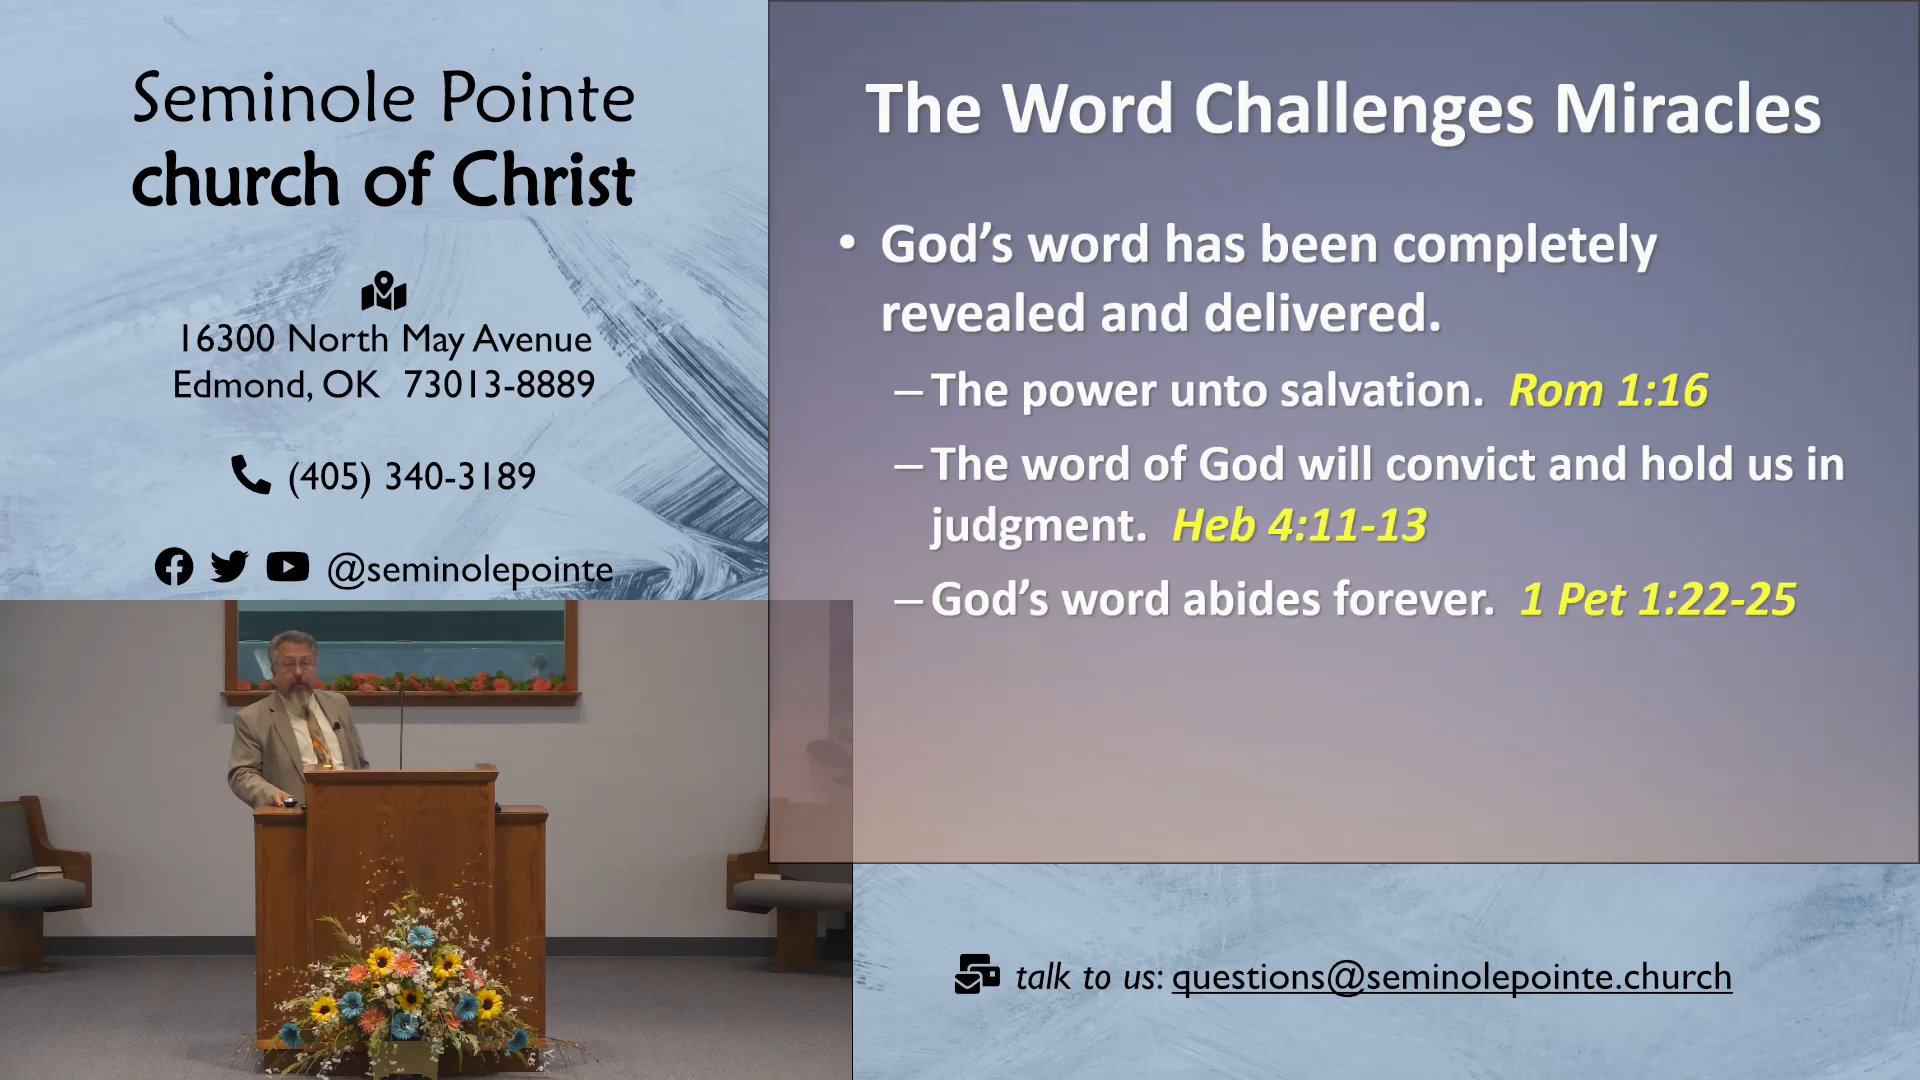 Seminole Pointe
church of Christ
16300 North May Avenue
Edmond, OK 73013-8889
(405) 340-3189
@seminolepointe
The Word Challenges Miracles
• God’s word has been completely
revealed and delivered.
– The power unto salvation. Rom 1:16
– The word of God will convict and hold us in
judgment. Heb 4:11-13
– God’s word abides forever. 1 Pet 1:22-25
talk to us: questions@seminolepointe.church